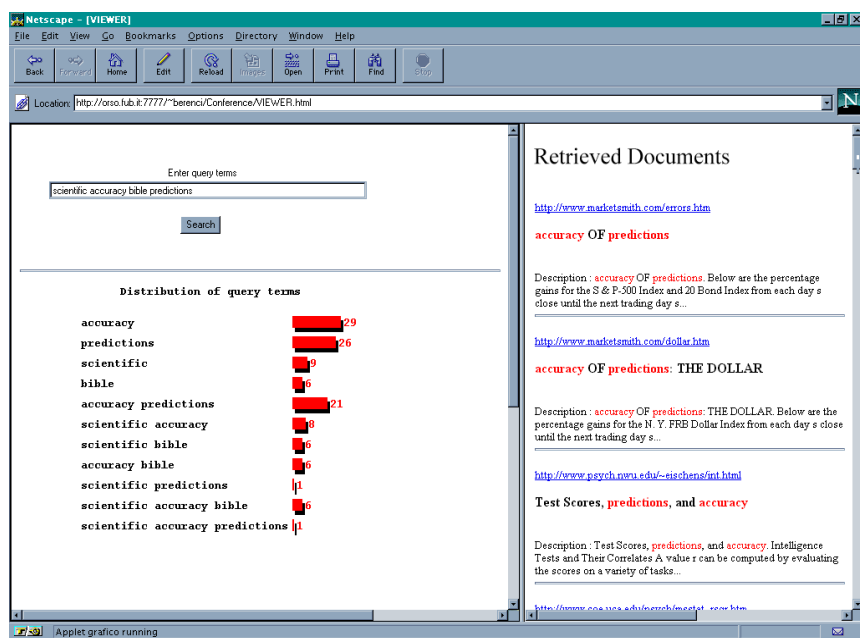 Netscape - [VIEWER]
File Edit View Go Bookmarks Options Directory Window Help
Back Forward Home Edit Reload Images Open Print Find Stop
Location: http://orso.fub.it:7777/~berenci/Conference/VIEWER.html
N
Enter query terms
scientific accuracy bible predictions
Search
Distribution of query terms
accuracy 29
predictions 26
scientific 9
bible 6
accuracy predictions 21
scientific accuracy 8
scientific bible 6
accuracy bible 6
scientific predictions 1
scientific accuracy bible 6
scientific accuracy predictions 1
Retrieved Documents
http://www.marketsmith.com/errors.htm
accuracy OF predictions
Description : accuracy OF predictions. Below are the percentage
gains for the S & P-500 Index and 20 Bond Index from each day s
close until the next trading day s...
http://www.marketsmith.com/dollar.htm
accuracy OF predictions: THE DOLLAR
Description : accuracy OF predictions: THE DOLLAR. Below are the
percentage gains for the N. Y. FRB Dollar Index from each day s close
until the next trading day s...
http://www.psych.nwu.edu/~eischens/int.html
Test Scores, predictions, and accuracy
Description : Test Scores, predictions, and accuracy. Intelligence
Tests and Their Correlates A value r can be computed by evaluating
the scores on a variety of tasks...
Applet grafico running